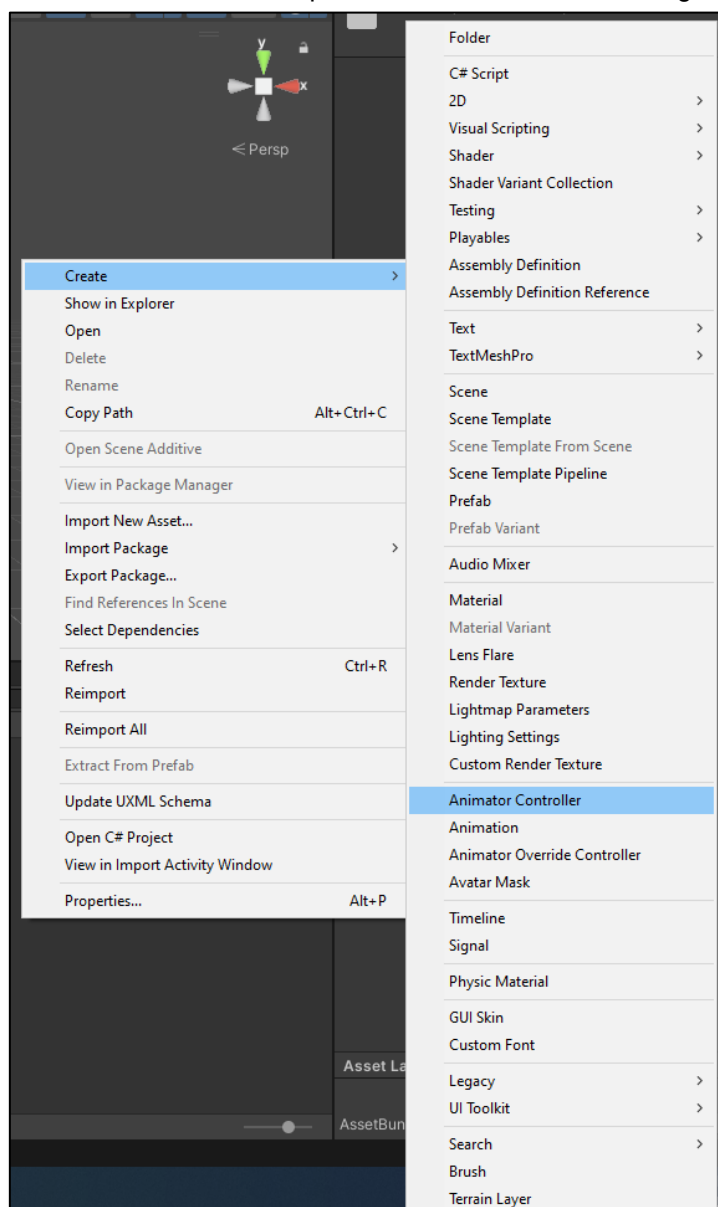 y
x
Persp
Create
Show in Explorer
Open
Delete
Rename
Copy Path Alt+Ctrl+C
Open Scene Additive
View in Package Manager
Import New Asset...
Import Package
Export Package...
Find References In Scene
Select Dependencies
Refresh Ctrl+R
Reimport
Reimport All
Extract From Prefab
Update UXML Schema
Open C# Project
View in Import Activity Window
Properties... Alt+P
Folder
C# Script
2D
Visual Scripting
Shader
Shader Variant Collection
Testing
Playables
Assembly Definition
Assembly Definition Reference
Text
TextMeshPro
Scene
Scene Template
Scene Template From Scene
Scene Template Pipeline
Prefab
Prefab Variant
Audio Mixer
Material
Material Variant
Lens Flare
Render Texture
Lightmap Parameters
Lighting Settings
Custom Render Texture
Animator Controller
Animation
Animator Override Controller
Avatar Mask
Timeline
Signal
Physic Material
GUI Skin
Custom Font
Legacy
UI Toolkit
Search
Brush
Terrain Layer
Asset La
AssetBun